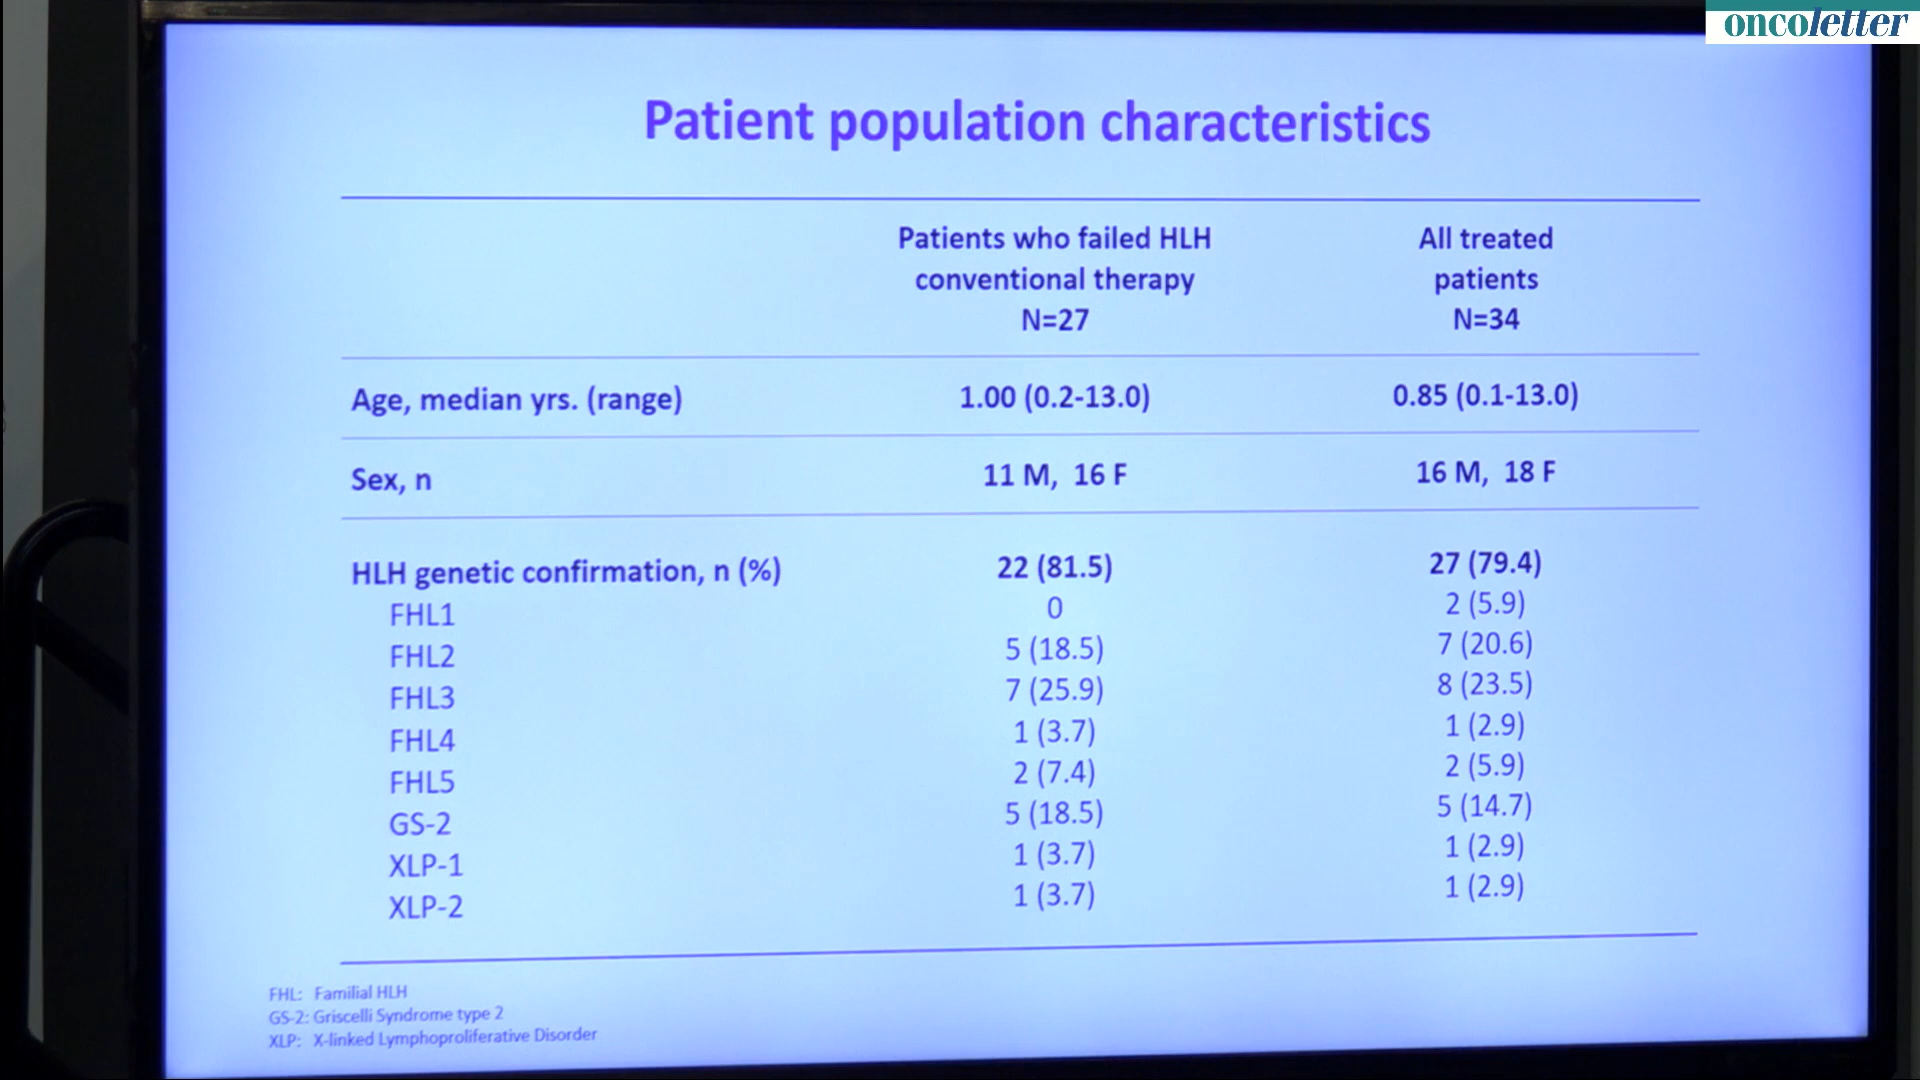 oncoletter
Patient population characteristics
Patients who failed HLH conventional therapy N=27
All treated patients N=34
Age, median yrs. (range) 1.00 (0.2-13.0) 0.85 (0.1-13.0)
Sex, n 11 M, 16 F 16 M, 18 F
HLH genetic confirmation, n (%) 22 (81.5) 27 (79.4)
FHL1 0 2 (5.9)
FHL2 5 (18.5) 7 (20.6)
FHL3 7 (25.9) 8 (23.5)
FHL4 1 (3.7) 1 (2.9)
FHL5 2 (7.4) 2 (5.9)
GS-2 5 (18.5) 5 (14.7)
XLP-1 1 (3.7) 1 (2.9)
XLP-2 1 (3.7) 1 (2.9)
FHL: Familial HLH
GS-2: Griscelli Syndrome type 2
XLP: X-linked Lymphoproliferative Disorder